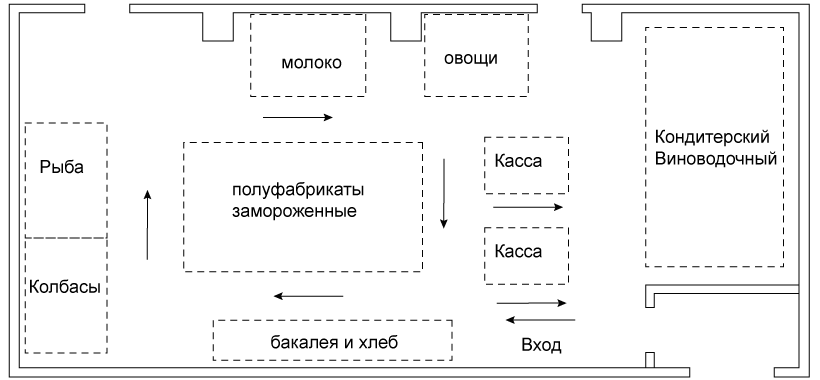 молоко
овощи
Рыба
Колбасы
полуфабрикаты
замороженные
бакалея и хлеб
Касса
Касса
Вход
Кондитерский
Виноводочный